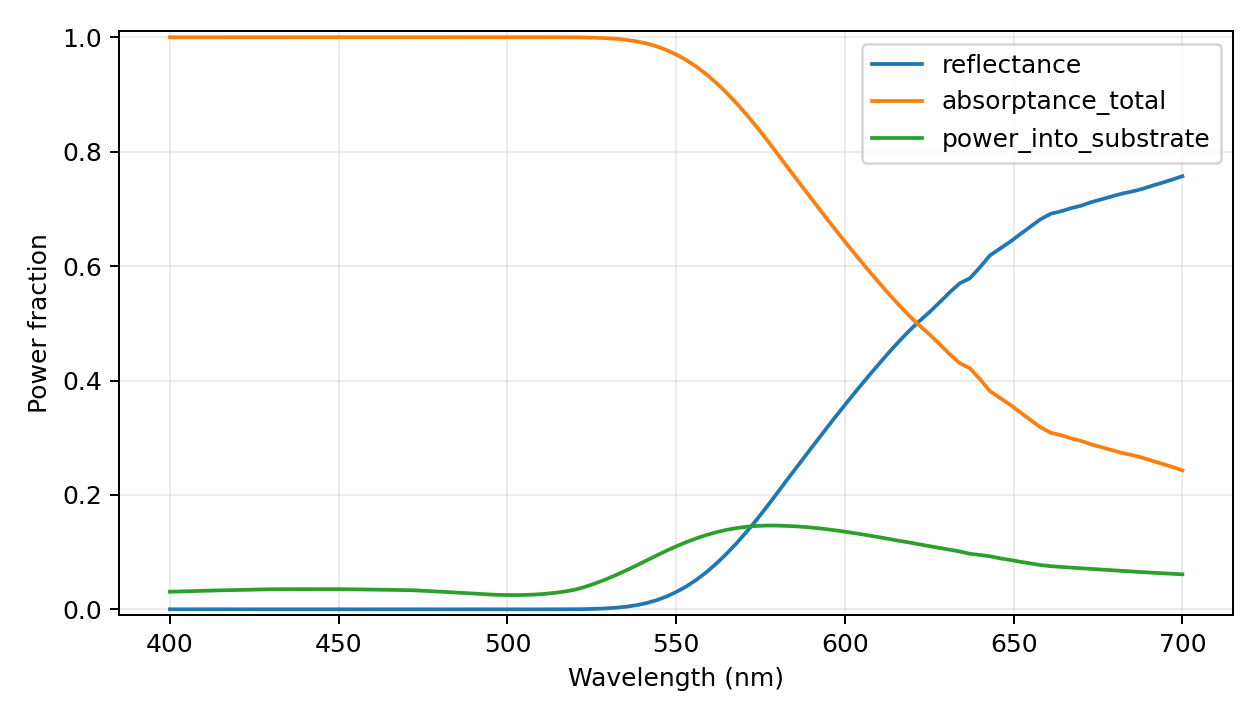 1.0
0.8
0.6
0.4
0.2
0.0
Power fraction
reflectance
absorptance_total
power_into_substrate
400 450 500 550 600 650 700
Wavelength (nm)